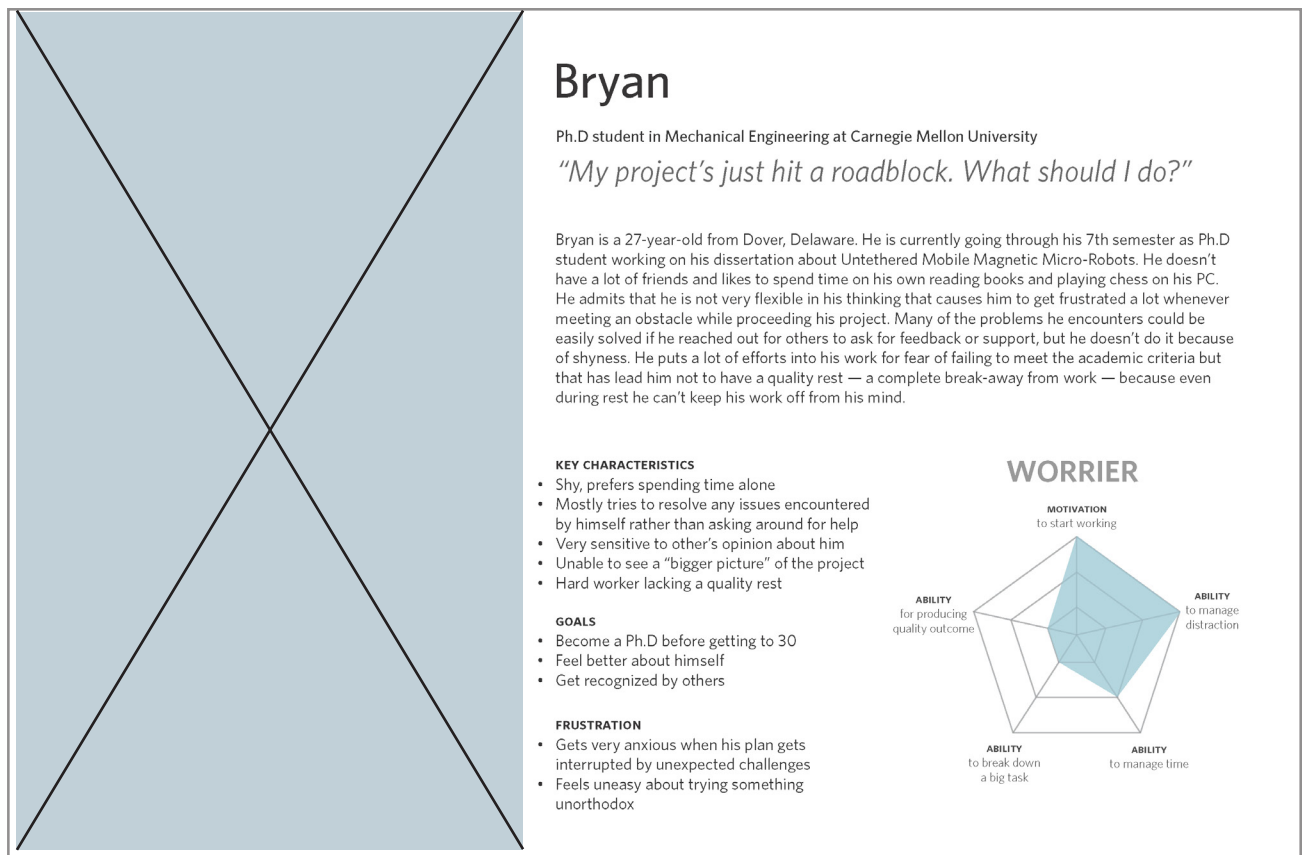 Bryan
Ph.D student in Mechanical Engineering at Carnegie Mellon University
“My project’s just hit a roadblock. What should I do?”
Bryan is a 27-year-old from Dover, Delaware. He is currently going through his 7th semester as Ph.D
student working on his dissertation about Untethered Mobile Magnetic Micro-Robots. He doesn’t
have a lot of friends and likes to spend time on his own reading books and playing chess on his PC.
He admits that he is not very flexible in his thinking that causes him to get frustrated a lot whenever
meeting an obstacle while proceeding his project. Many of the problems he encounters could be
easily solved if he reached out for others to ask for feedback or support, but he doesn’t do it because
of shyness. He puts a lot of efforts into his work for fear of failing to meet the academic criteria but
that has lead him not to have a quality rest — a complete break-away from work — because even
during rest he can’t keep his work off from his mind.
KEY CHARACTERISTICS
• Shy, prefers spending time alone
• Mostly tries to resolve any issues encountered
by himself rather than asking around for help
• Very sensitive to other’s opinion about him
• Unable to see a “bigger picture” of the project
• Hard worker lacking a quality rest
GOALS
• Become a Ph.D before getting to 30
• Feel better about himself
• Get recognized by others
FRUSTRATION
• Gets very anxious when his plan gets
interrupted by unexpected challenges
• Feels uneasy about trying something
unorthodox
WORRIER
MOTIVATION
to start working
ABILITY
to manage
distraction
ABILITY
to manage time
ABILITY
to break down
a big task
ABILITY
for producing
quality outcome